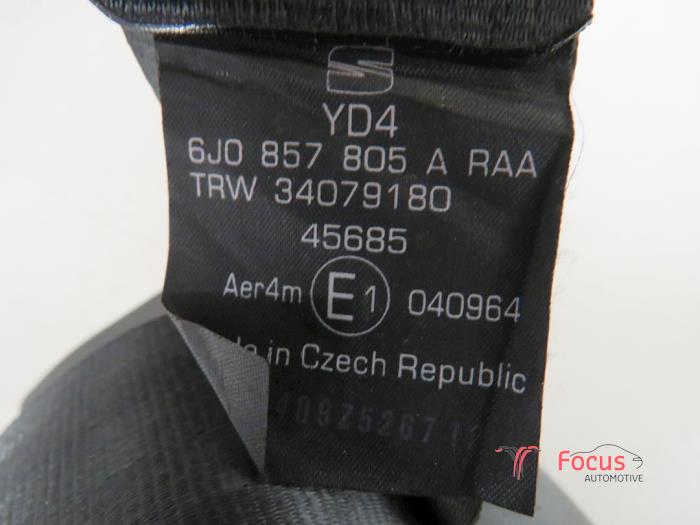 YD4
6J0 857 805 A RAA
TRW 34079180
45685
Aer4m E1 040964
in Czech Republic
Focus
AUTOMOTIVE